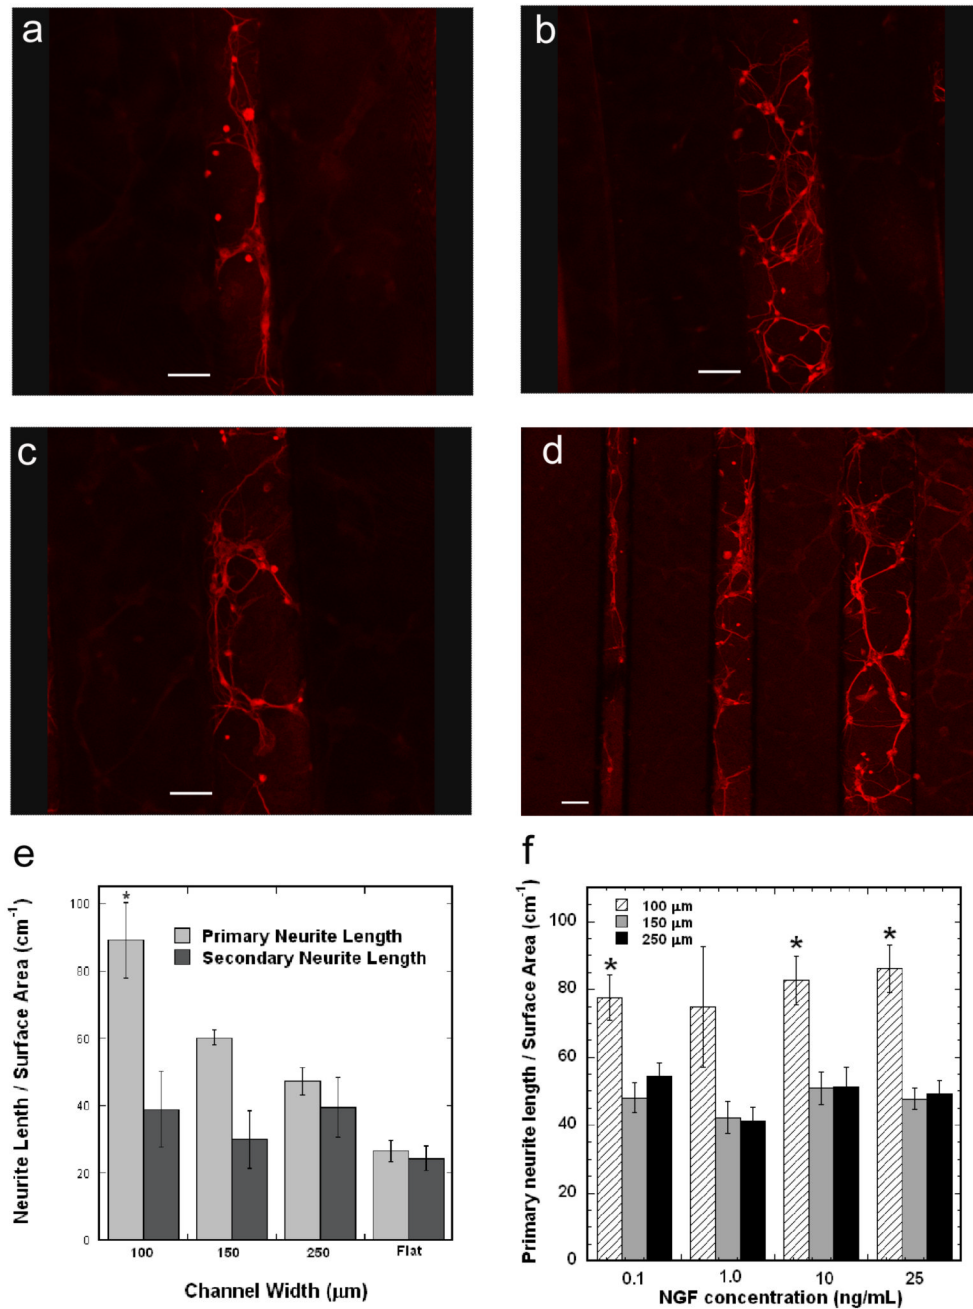 a
b
c
d
e
100
80
60
40
20
0
*
Primary Neurite Length
Secondary Neurite Length
Neurite Lenth / Surface Area (cm⁻¹)
100 150 250 Flat
Channel Width (μm)
f
100
80
60
40
20
0
100 μm
150 μm
250 μm
* * *
Primary neurite length / Surface Area (cm⁻¹)
0.1 1.0 10 25
NGF concentration (ng/mL)